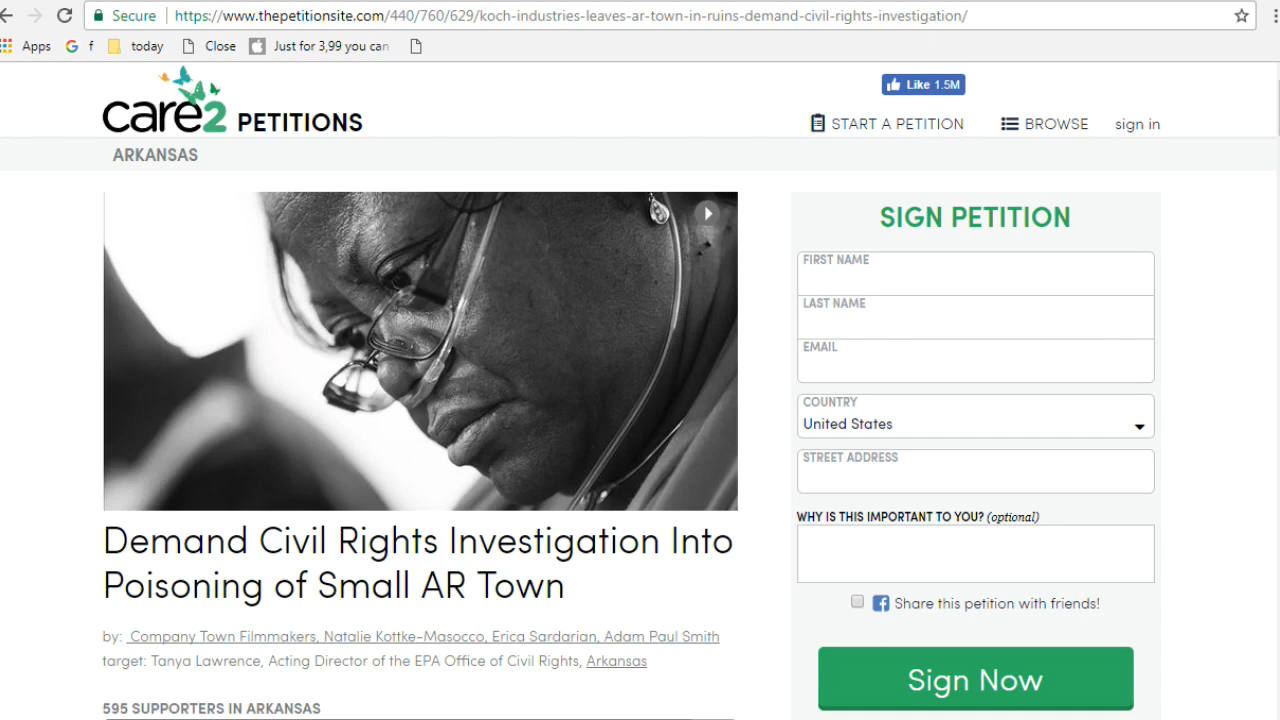 Secure https://www.thepetitionsite.com/440/760/629/koch-industries-leaves-ar-town-in-ruins-demand-civil-rights-investigation/
Apps f today Close Just for 3,99 you can
care2 PETITIONS
Like 1.5M
START A PETITION BROWSE sign in
ARKANSAS
Demand Civil Rights Investigation Into
Poisoning of Small AR Town
by: Company Town Filmmakers, Natalie Kottke-Masocco, Erica Sardarian, Adam Paul Smith
target: Tanya Lawrence, Acting Director of the EPA Office of Civil Rights, Arkansas
595 SUPPORTERS IN ARKANSAS
SIGN PETITION
FIRST NAME
LAST NAME
EMAIL
COUNTRY
United States
STREET ADDRESS
WHY IS THIS IMPORTANT TO YOU? (optional)
Share this petition with friends!
Sign Now